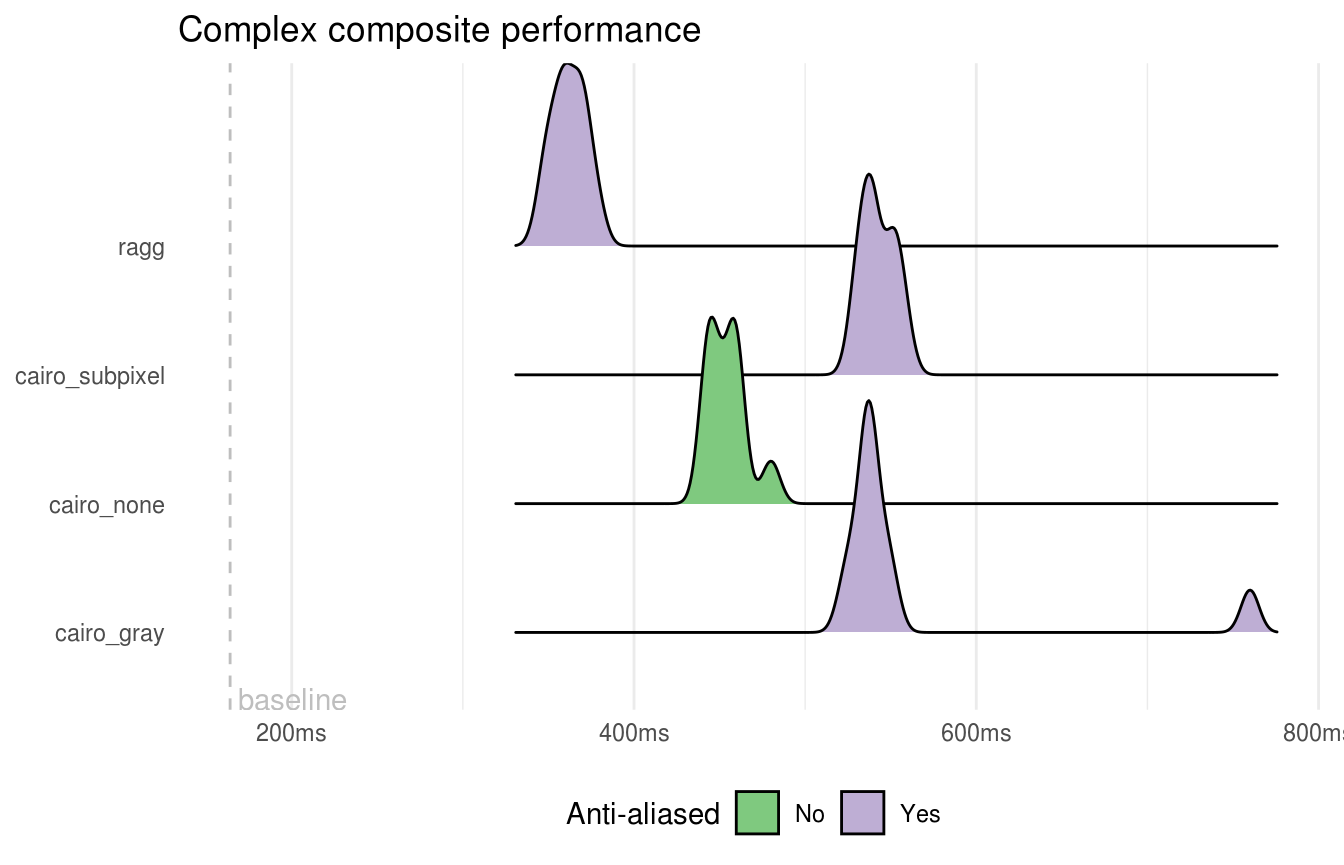 Complex composite performance
ragg
cairo_subpixel
cairo_none
cairo_gray
baseline
200ms 400ms 600ms 800ms
Anti-aliased No Yes